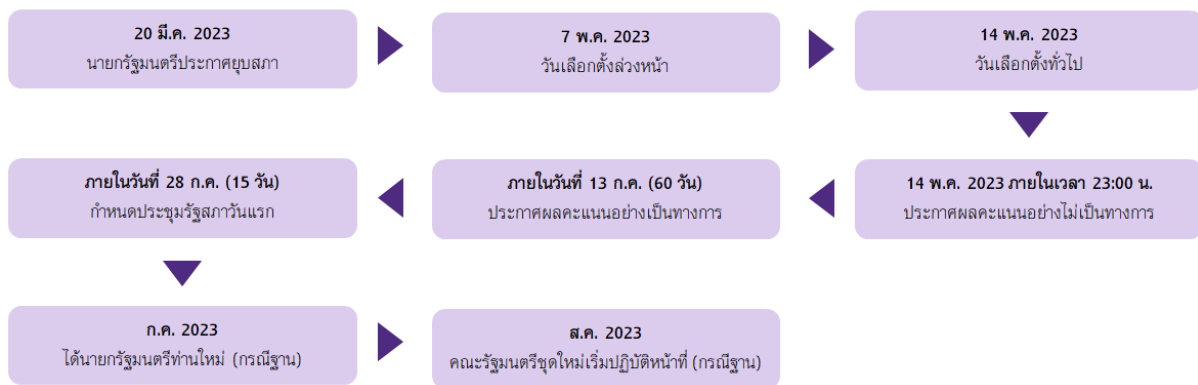 20 มี.ค. 2023
นายกรัฐมนตรีประกาศยุบสภา
7 พ.ค. 2023
วันเลือกตั้งล่วงหน้า
14 พ.ค. 2023
วันเลือกตั้งทั่วไป
14 พ.ค. 2023 ภายในเวลา 23:00 น.
ประกาศผลคะแนนอย่างไม่เป็นทางการ
ภายในวันที่ 13 ก.ค. (60 วัน)
ประกาศผลคะแนนอย่างเป็นทางการ
ภายในวันที่ 28 ก.ค. (15 วัน)
กำหนดประชุมรัฐสภาวันแรก
ก.ค. 2023
ได้นายกรัฐมนตรีท่านใหม่ (กรณีฐาน)
ส.ค. 2023
คณะรัฐมนตรีชุดใหม่เริ่มปฏิบัติหน้าที่ (กรณีฐาน)